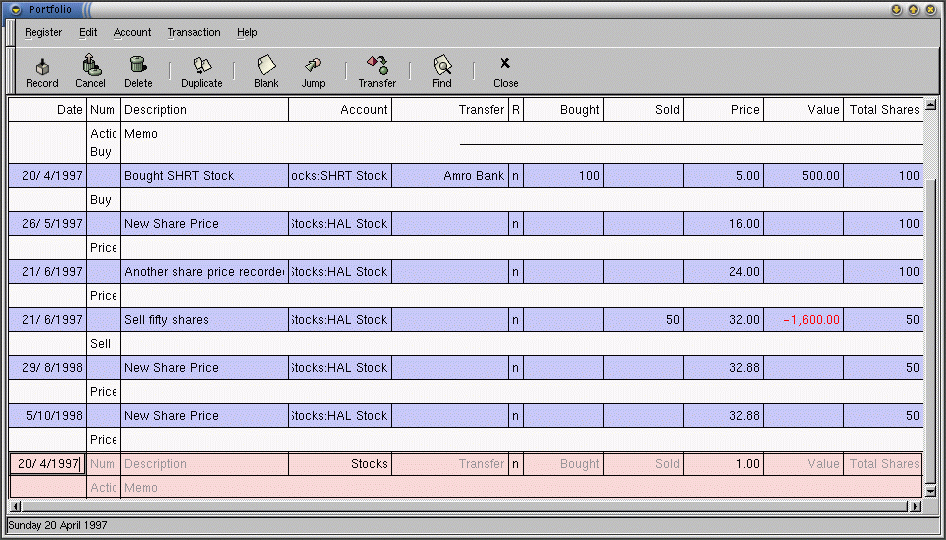 Portfolio
Register Edit Account Transaction Help
Record Cancel Delete Duplicate Blank Jump Transfer Find Close
Date Num Description Account Transfer R Bought Sold Price Value Total Shares
Actic Memo
Buy
20/ 4/1997 Bought SHRT Stock ocks:SHRT Stock Amro Bank n 100 5.00 500.00 100
Buy
26/ 5/1997 New Share Price Stocks:HAL Stock n 16.00 100
Price
21/ 6/1997 Another share price recorded Stocks:HAL Stock n 24.00 100
Price
21/ 6/1997 Sell fifty shares Stocks:HAL Stock n 50 32.00 -1,600.00 50
Sell
29/ 8/1998 New Share Price Stocks:HAL Stock n 32.88 50
Price
5/10/1998 New Share Price Stocks:HAL Stock n 32.88 50
Price
20/ 4/1997 Num Description Stocks Transfer n Bought Sold 1.00 Value Total Shares
Actic Memo
Sunday 20 April 1997